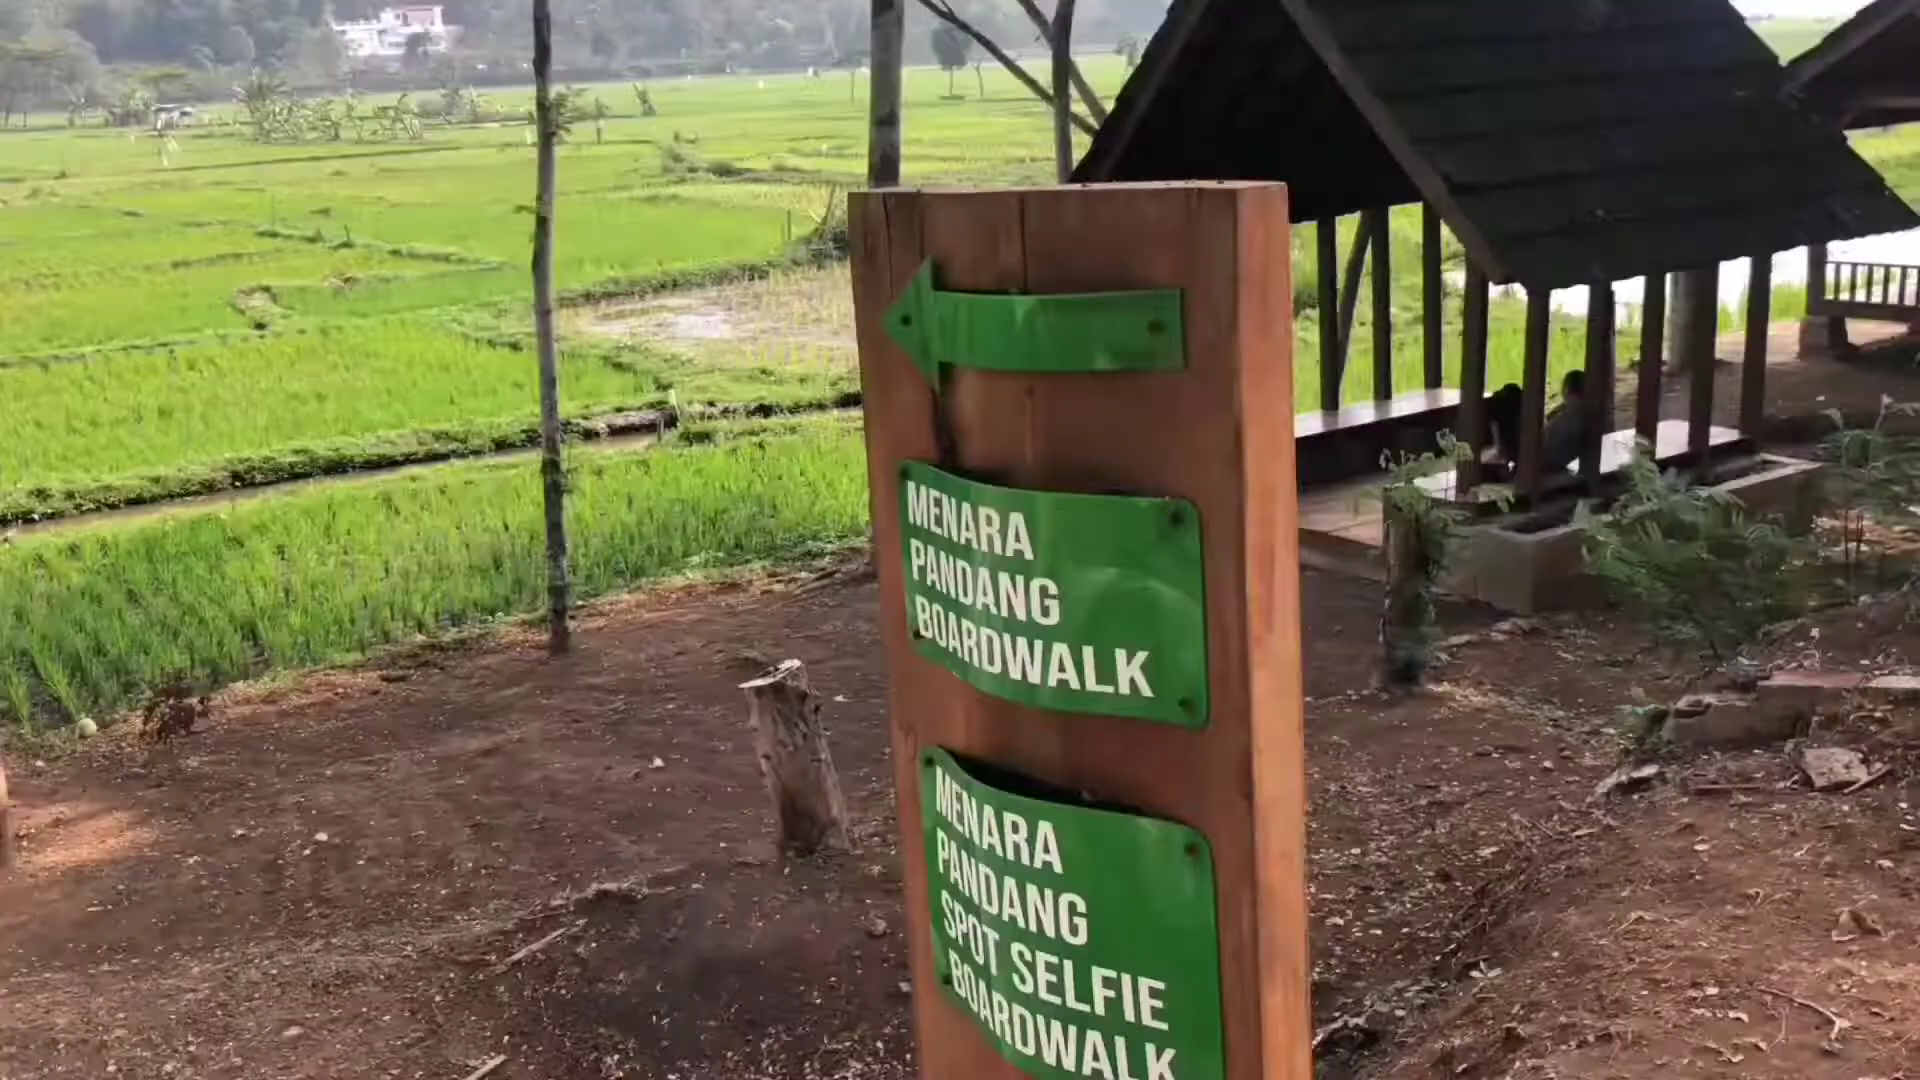 MENARA
PANDANG
BOARDWALK
MENARA
PANDANG
SPOT SELFIE
BOARDWALK